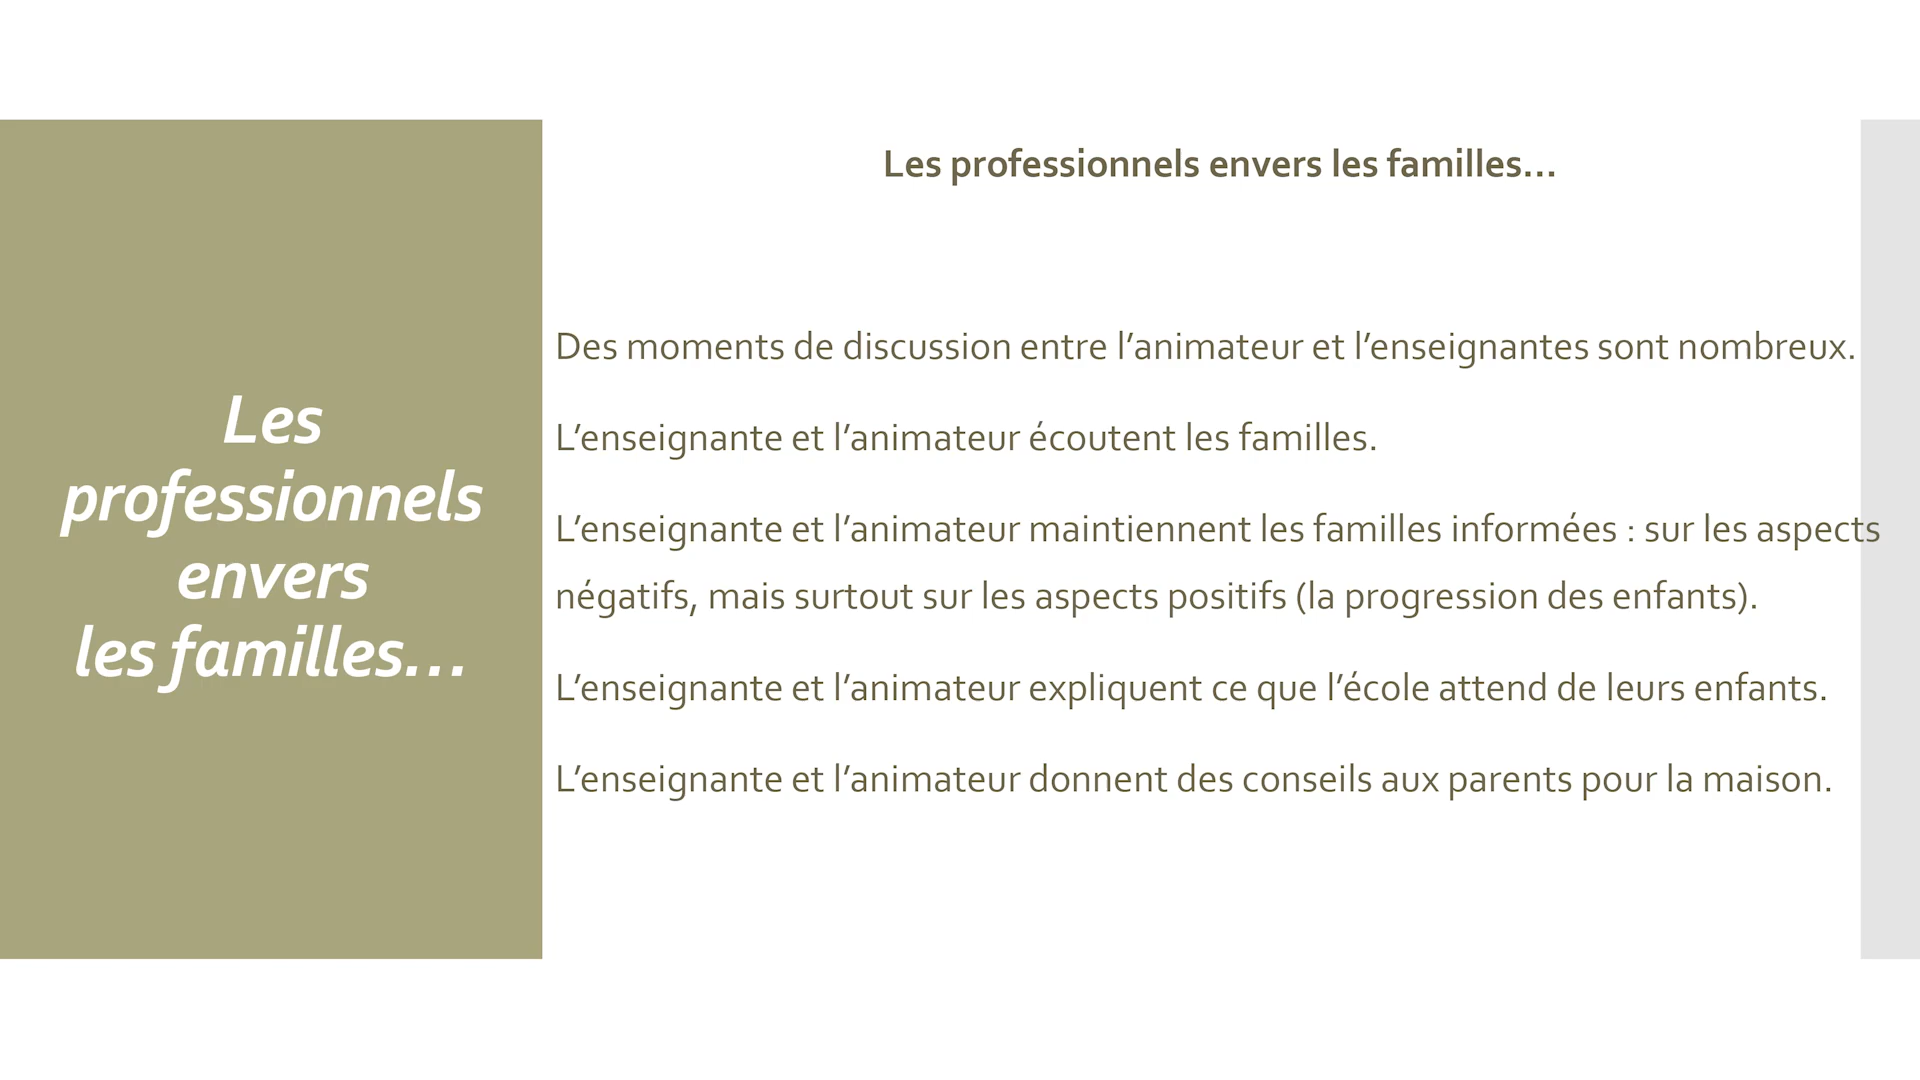 Les
professionnels
envers
les familles…
Les professionnels envers les familles…
Des moments de discussion entre l’animateur et l’enseignantes sont nombreux.
L’enseignante et l’animateur écoutent les familles.
L’enseignante et l’animateur maintiennent les familles informées : sur les aspects
négatifs, mais surtout sur les aspects positifs (la progression des enfants).
L’enseignante et l’animateur expliquent ce que l’école attend de leurs enfants.
L’enseignante et l’animateur donnent des conseils aux parents pour la maison.